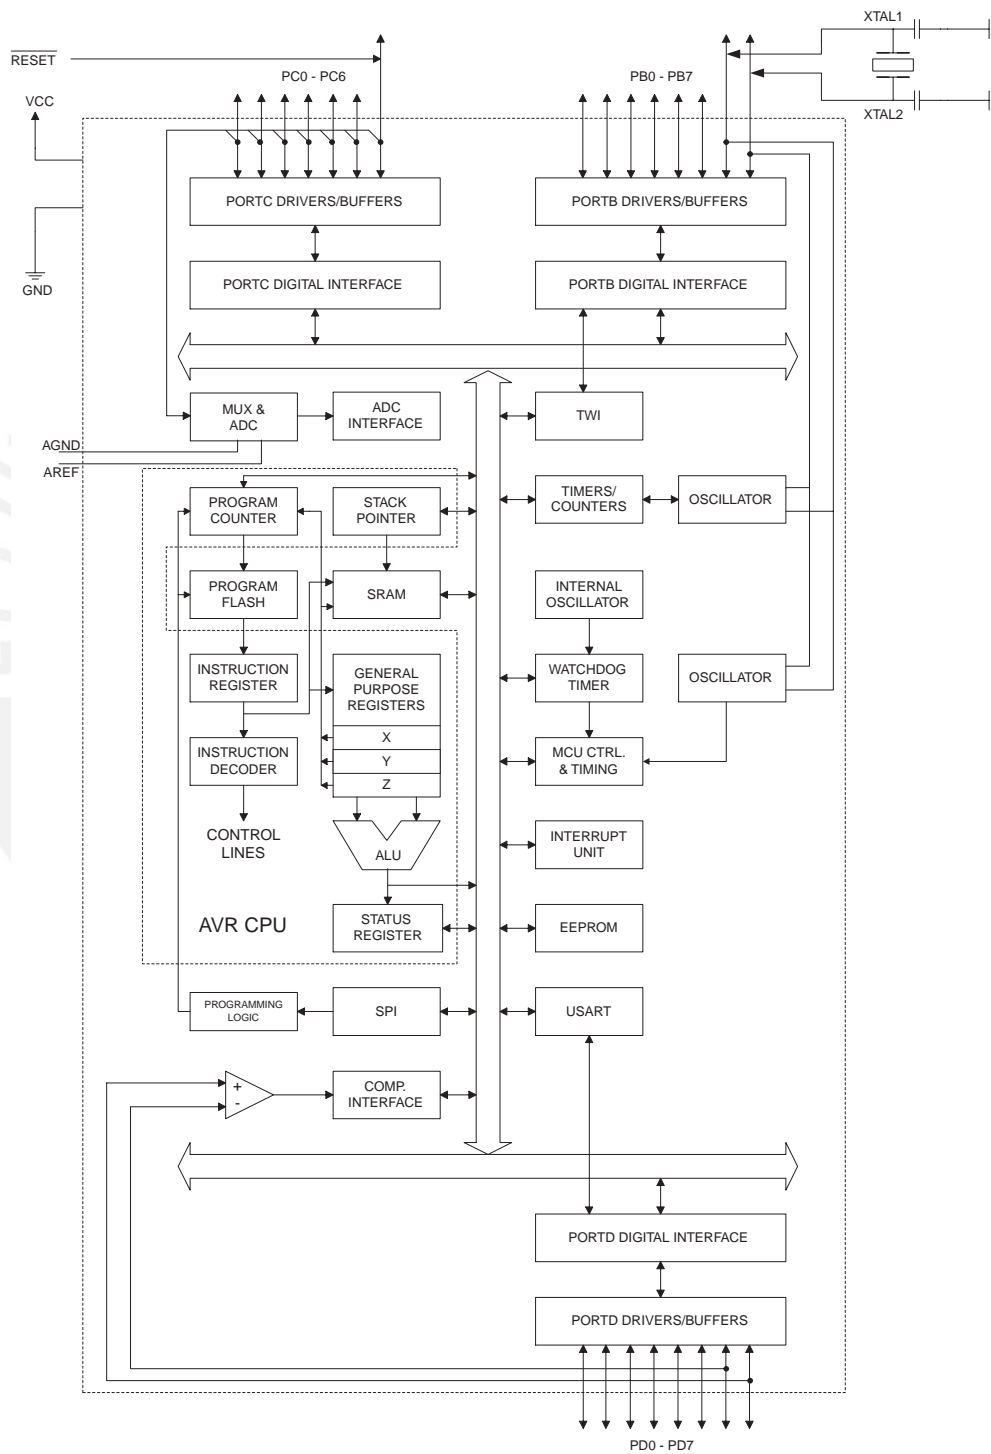 XTAL1
RESET
PC0 - PC6
PB0 - PB7
VCC
XTAL2
PORTC DRIVERS/BUFFERS
PORTB DRIVERS/BUFFERS
GND
PORTC DIGITAL INTERFACE
PORTB DIGITAL INTERFACE
MUX &
ADC
ADC
INTERFACE
TWI
AGND
AREF
PROGRAM
COUNTER
STACK
POINTER
TIMERS/
COUNTERS
OSCILLATOR
PROGRAM
FLASH
SRAM
INTERNAL
OSCILLATOR
INSTRUCTION
REGISTER
GENERAL
PURPOSE
REGISTERS
WATCHDOG
TIMER
OSCILLATOR
X
Y
Z
INSTRUCTION
DECODER
MCU CTRL.
& TIMING
CONTROL
LINES
ALU
INTERRUPT
UNIT
AVR CPU
STATUS
REGISTER
EEPROM
PROGRAMMING
LOGIC
SPI
USART
+
-
COMP.
INTERFACE
PORTD DIGITAL INTERFACE
PORTD DRIVERS/BUFFERS
PD0 - PD7